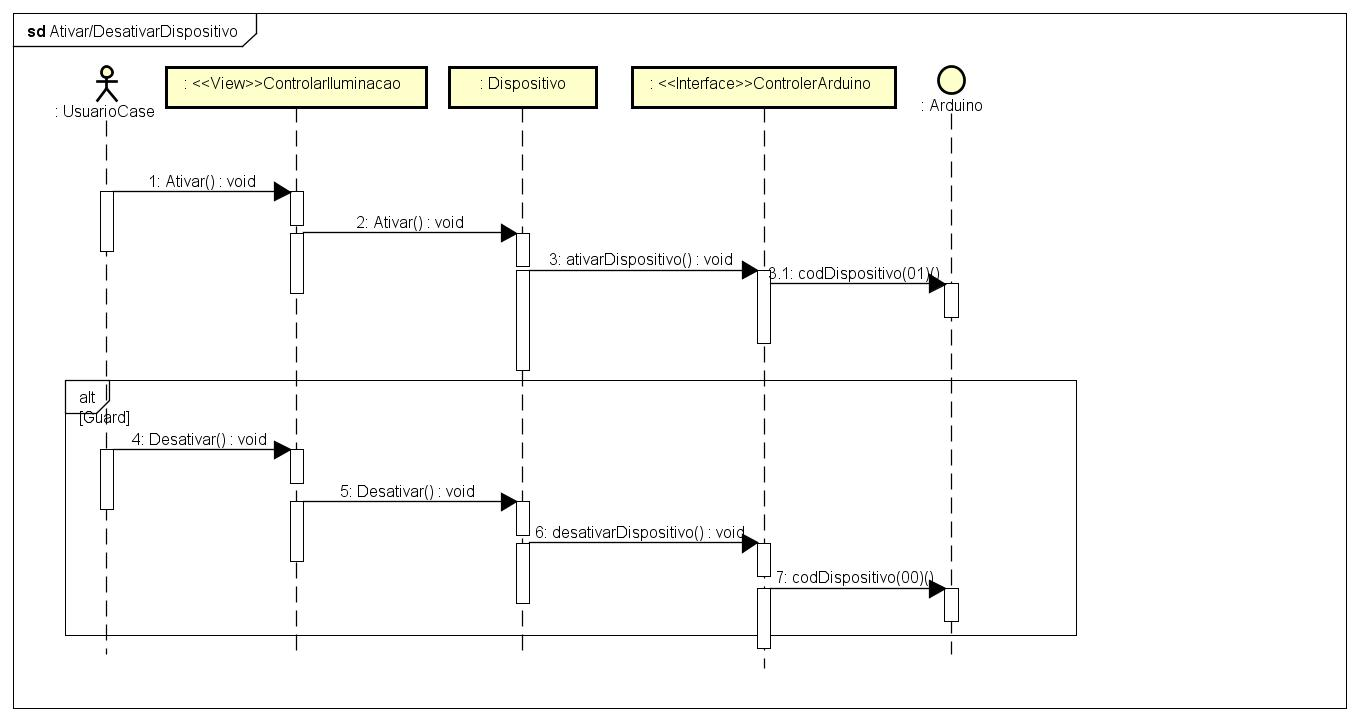 sd Ativar/DesativarDispositivo
: UsuarioCase
: <<View>>ControlarIluminacao
: Dispositivo
: <<Interface>>ControlerArduino
: Arduino
1: Ativar() : void
2: Ativar() : void
3: ativarDispositivo() : void
3.1: codDispositivo(01)()
alt
[Guard]
4: Desativar() : void
5: Desativar() : void
6: desativarDispositivo() : void
7: codDispositivo(00)()